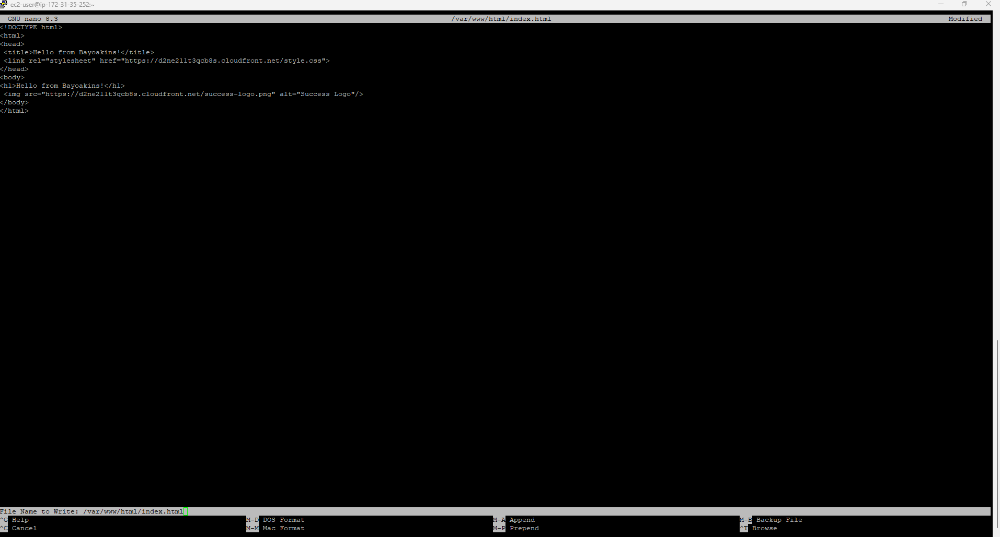 ec2-user@ip-172-31-35-252:~
GNU nano 8.3 /var/www/html/index.html Modified
<!DOCTYPE html>
<html>
<head>
<title>Hello from Bayoakins!</title>
<link rel="stylesheet" href="https://d2ne2llt3qcb8s.cloudfront.net/style.css">
</head>
<body>
<h1>Hello from Bayoakins!</h1>
<img src="https://d2ne2llt3qcb8s.cloudfront.net/success-logo.png" alt="Success Logo"/>
</body>
</html>
File Name to Write: /var/www/html/index.html
^G Help M-D DOS Format M-A Append M-B Backup File
^C Cancel M-M Mac Format M-P Prepend ^T Browse